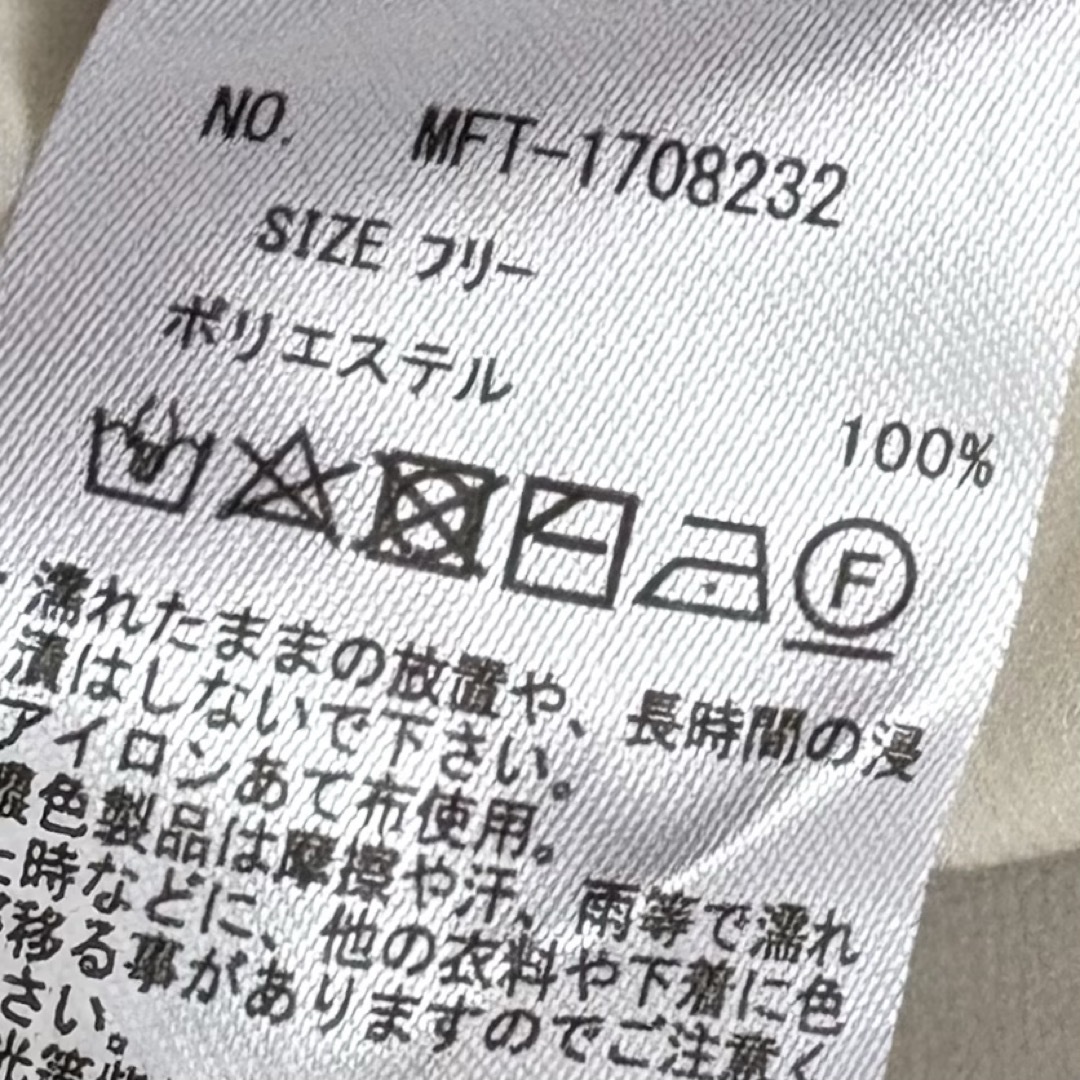 NO. MFT-1708232
SIZE フリー
ポリエステル
100%
F
・濡れたままの放置や、長時間の浸
漬はしないで下さい。
アイロンあて布使用。
濃色製品は摩擦や汗、雨等で濡れ
た時などに、他の衣料や下着に色
移る事がありますのでご注意く
さい。